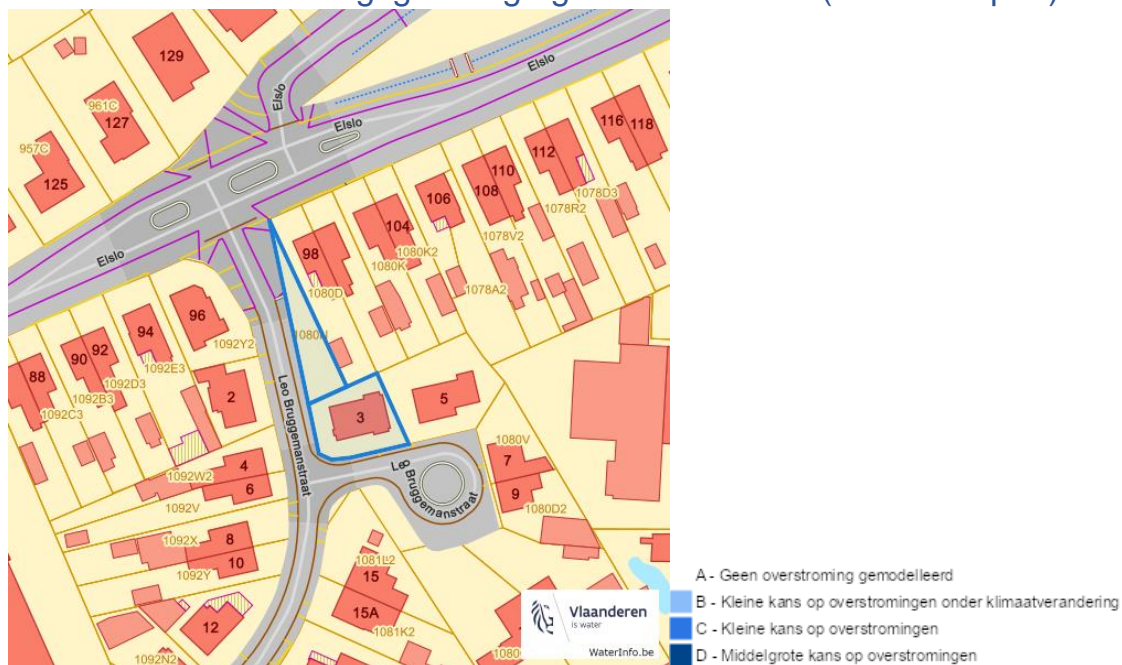 129
961C
127
957C
125
Elslo
Elslo
Elslo
Elslo
116
118
112
110
108
106
104
98
1078D3
1078R2
1078V2
1080K2
1080K
1078A2
1080D
96
94
92
90
88
1092Y2
1092E3
1092D3
1092B3
1092C3
2
3
5
Leo Bruggemanstraat
Leo Bruggemanstraat
1080V
7
9
1080D2
4
6
1092W2
1092V
8
10
1092X
1092Y
12
1092N2
1081L2
15
15A
1081K2
Vlaanderen
is water
WaterInfo.be
A - Geen overstroming gemodelleerd
B - Kleine kans op overstromingen onder klimaatverandering
C - Kleine kans op overstromingen
D - Middelgrote kans op overstromingen